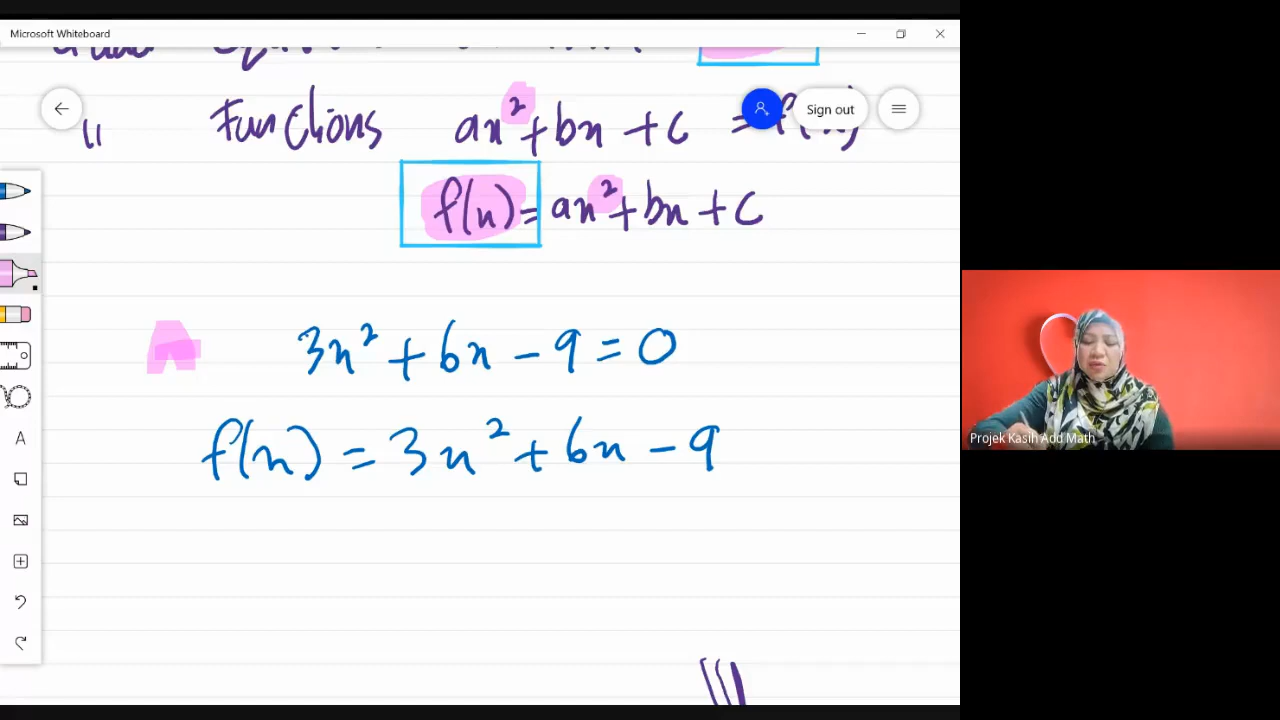 Microsoft Whiteboard
Sign out
" Functions ax²+bx+c = f(x)
f(x) = ax²+bx+c
A 3x² + 6x - 9 = 0
f(x) = 3x² + 6x - 9
Projek Kasih Add Math